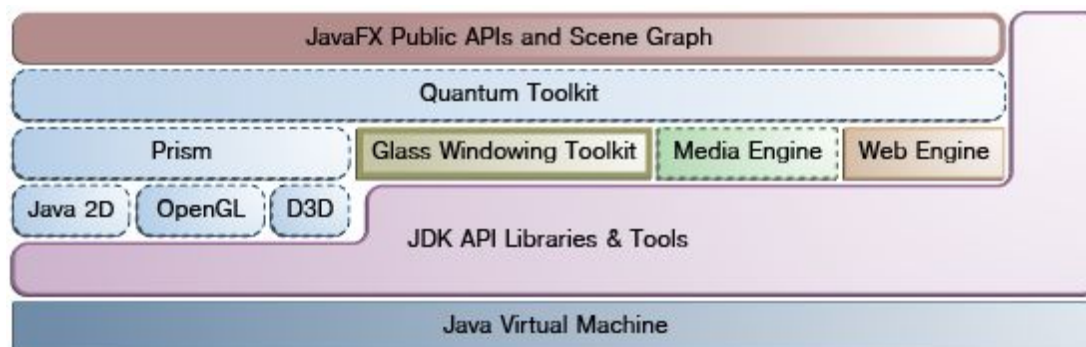 JavaFX Public APIs and Scene Graph
Quantum Toolkit
Prism
Glass Windowing Toolkit
Media Engine
Web Engine
Java 2D
OpenGL
D3D
JDK API Libraries & Tools
Java Virtual Machine